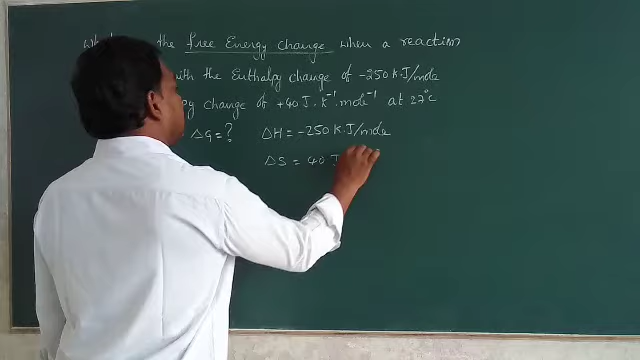 the free Energy change when a reaction
with the Enthalpy change of -250 K.J/mole
change of +40 J.K⁻¹.mole⁻¹ at 27°C
ΔG=? ΔH = -250 K.J/mole
ΔS = 40 J